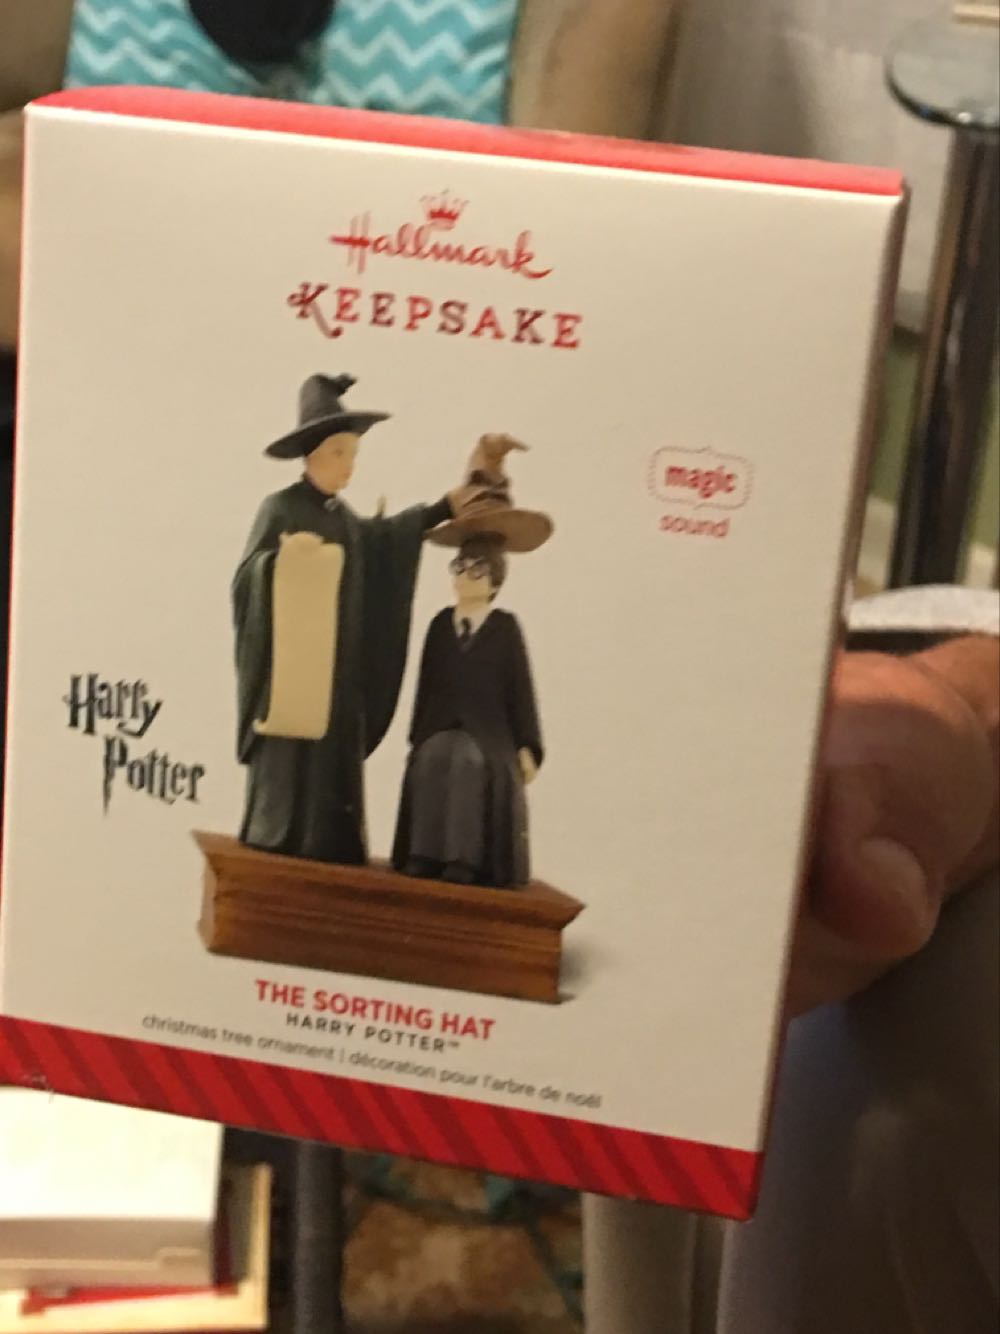 Hallmark
KEEPSAKE
magic
sound
Harry
Potter
THE SORTING HAT
HARRY POTTER™
christmas tree ornament | décoration pour l'arbre de noël